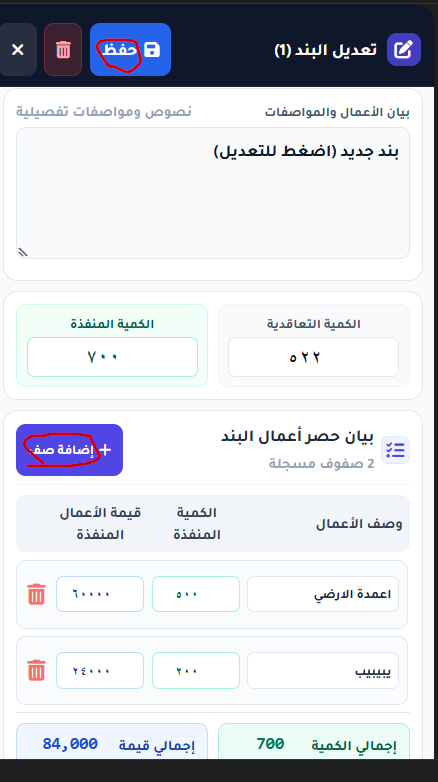 تعديل البند (1)
حفظ
بيان الأعمال والمواصفات
نصوص ومواصفات تفصيلية
بند جديد (اضغط للتعديل)
الكمية التعاقدية
٥٢٢
الكمية المنفذة
٧٠٠
بيان حصر أعمال البند
2 صفوف مسجلة
إضافة صف
وصف الأعمال
الكمية المنفذة
قيمة الأعمال المنفذة
اعمدة الارضي
٥٠٠
٦٠٠٠٠
يبيبيب
٢٠٠
٢٤٠٠٠
إجمالي الكمية
700
إجمالي قيمة
84,000